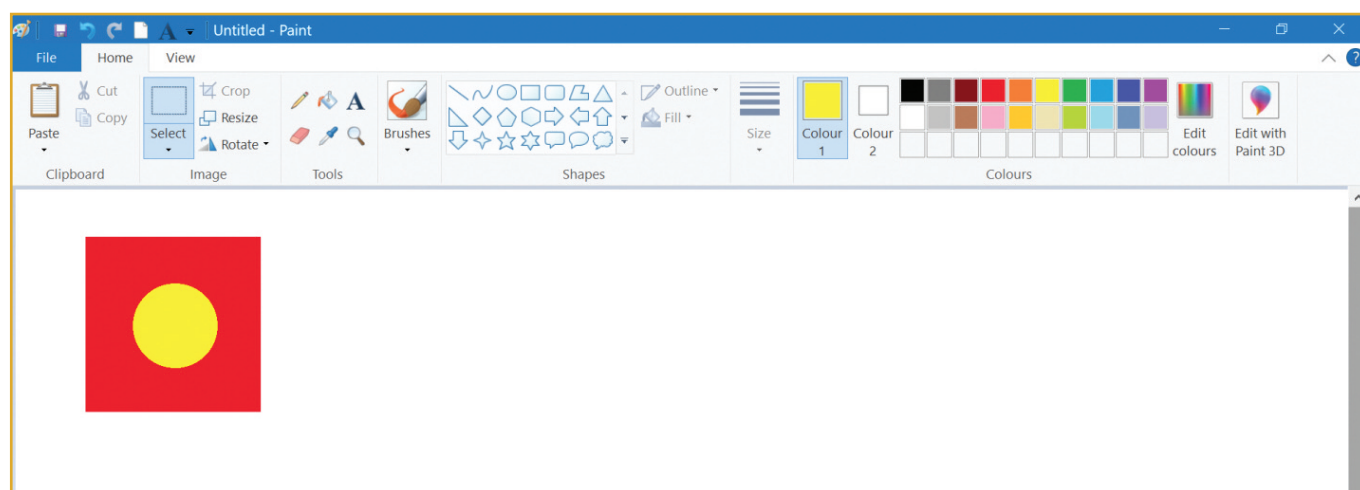 A Untitled - Paint
File Home View
Paste
Cut
Copy
Clipboard
Select
Crop
Resize
Rotate
Image
A
Tools
Brushes
Outline
Fill
Shapes
Size
Colour 1
Colour 2
Edit colours
Colours
Edit with Paint 3D
?